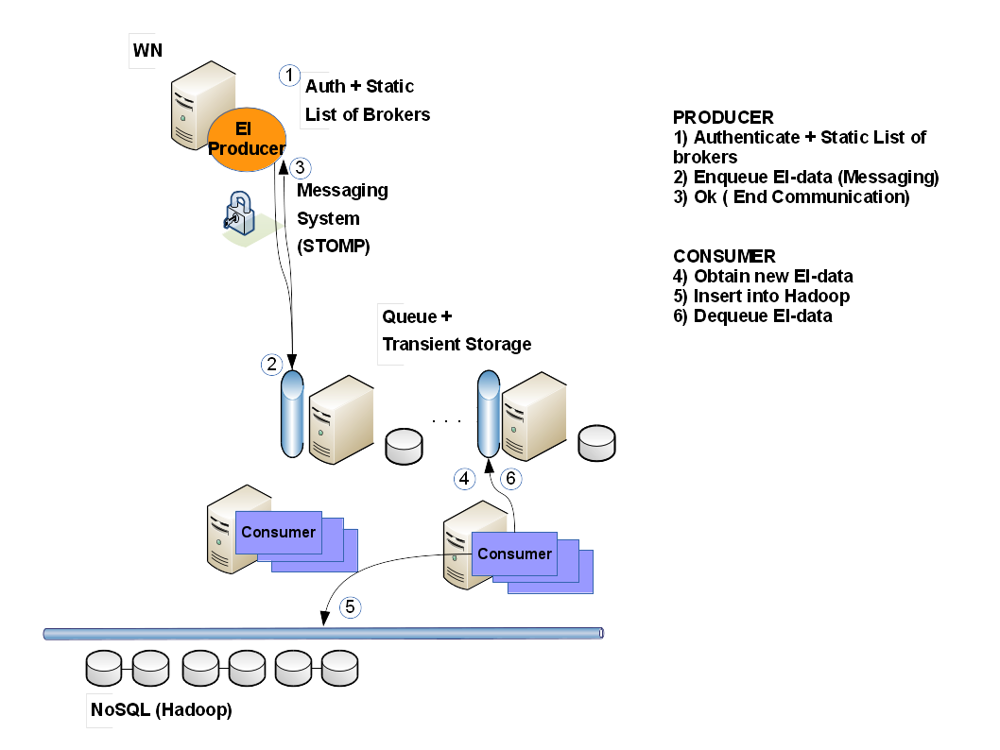 WN
1
Auth + Static
List of Brokers
EI
Producer
3
Messaging
System
(STOMP)
PRODUCER
1) Authenticate + Static List of
brokers
2) Enqueue EI-data (Messaging)
3) Ok ( End Communication)
CONSUMER
4) Obtain new EI-data
5) Insert into Hadoop
6) Dequeue EI-data
Queue +
Transient Storage
2
. . .
4
6
Consumer
Consumer
5
NoSQL (Hadoop)